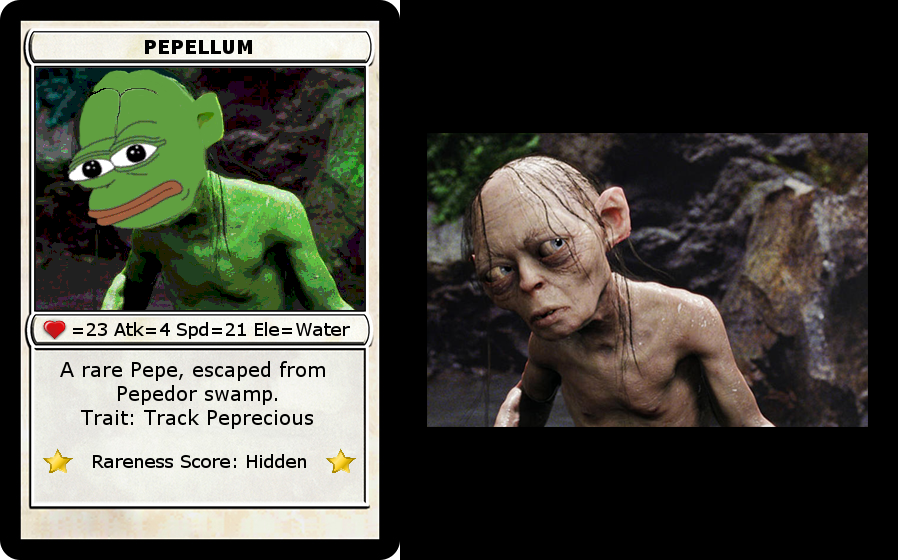 PEPELLUM
=23 Atk=4 Spd=21 Ele=Water
A rare Pepe, escaped from
Pepedor swamp.
Trait: Track Peprecious
Rareness Score: Hidden